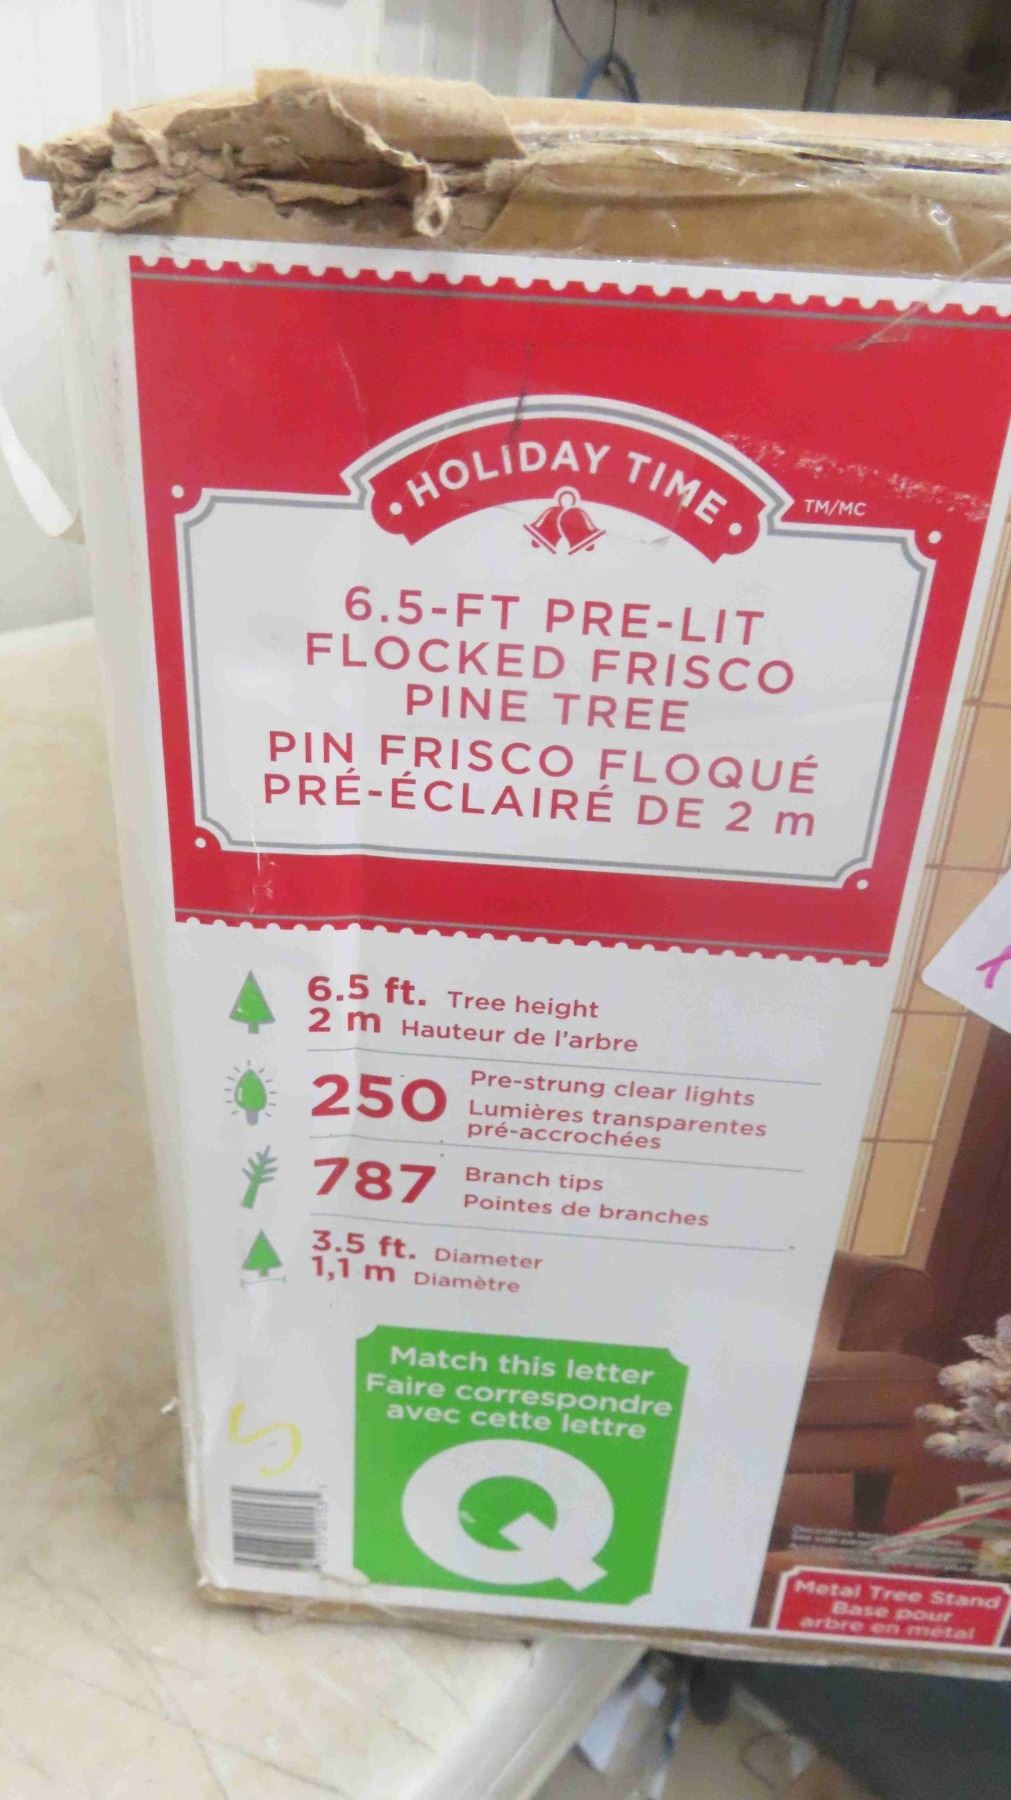 HOLIDAY TIME
TM/MC
6.5-FT PRE-LIT
FLOCKED FRISCO
PINE TREE
PIN FRISCO FLOQUÉ
PRÉ-ÉCLAIRÉ DE 2 m
6.5 ft. Tree height
2 m Hauteur de l'arbre
250
Pre-strung clear lights
Lumières transparentes
pré-accrochées
787
Branch tips
Pointes de branches
3.5 ft. Diameter
1,1 m Diamètre
Match this letter
Faire correspondre
avec cette lettre
Q
S
Metal Tree Stand
Base pour
arbre en métal